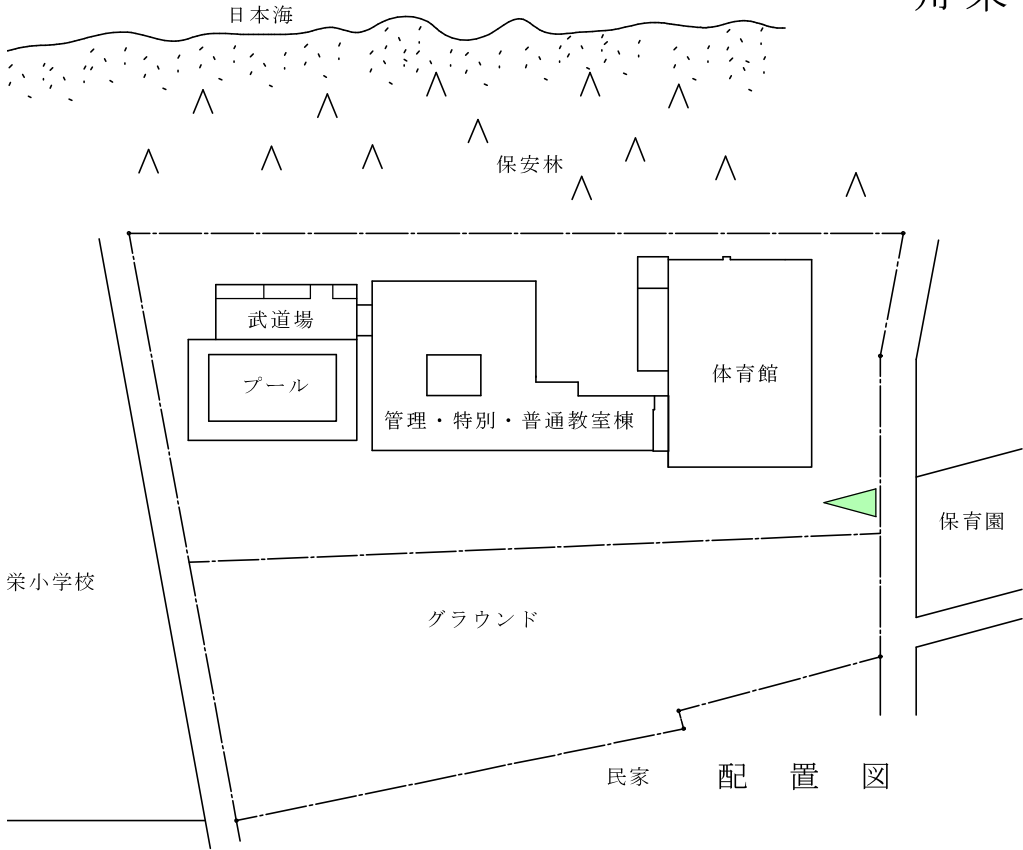 日本海
保安林
武道場
プール
体育館
管理・特別・普通教室棟
保育園
栄小学校
グラウンド
民家
配置図